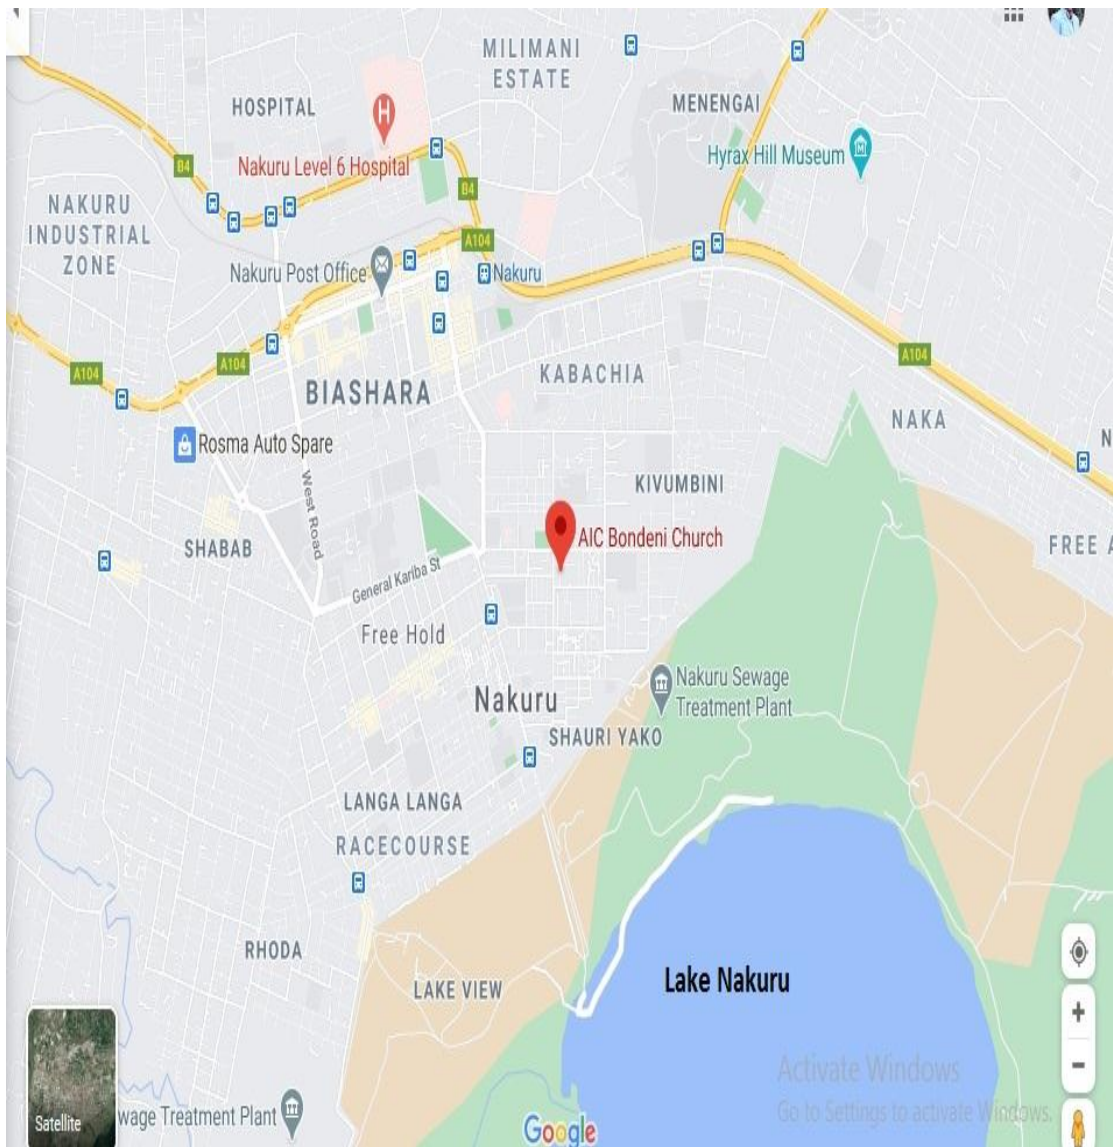 MILIMANI
ESTATE
HOSPITAL
MENENGAI
Nakuru Level 6 Hospital
Hyrax Hill Museum
B4
B4
NAKURU
INDUSTRIAL
ZONE
A104
Nakuru Post Office
Nakuru
A104
A104
A104
KABACHIA
BIASHARA
NAKA
Rosma Auto Spare
N
West Road
KIVUMBINI
AIC Bondeni Church
SHABAB
FREE A
General Kariba St
Free Hold
Nakuru Sewage
Treatment Plant
Nakuru
SHAURI YAKO
LANGA LANGA
RACECOURSE
RHODA
LAKE VIEW
Lake Nakuru
Activate Windows
Go to Settings to activate Windows.
Satellite
wage Treatment Plant
Google